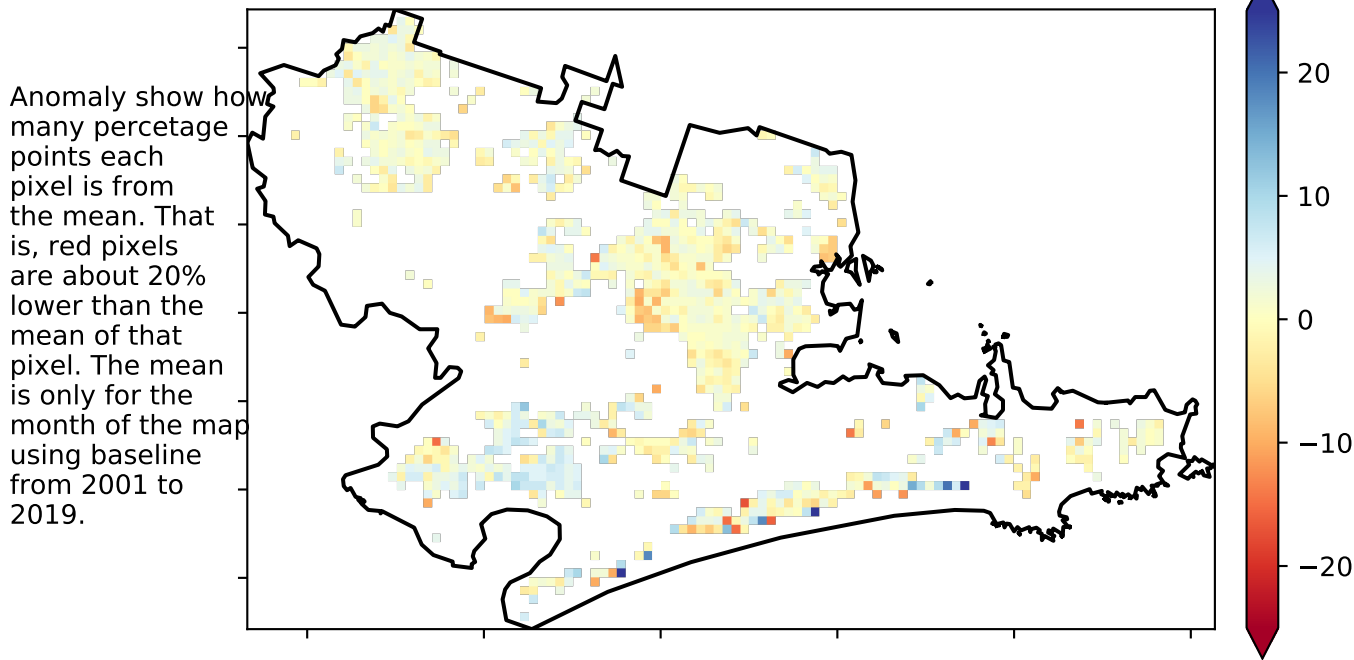 Anomaly show how
many percetage
points each
pixel is from
the mean. That
is, red pixels
are about 20%
lower than the
mean of that
pixel. The mean
is only for the
month of the map
using baseline
from 2001 to
2019.
20
10
0
−10
−20